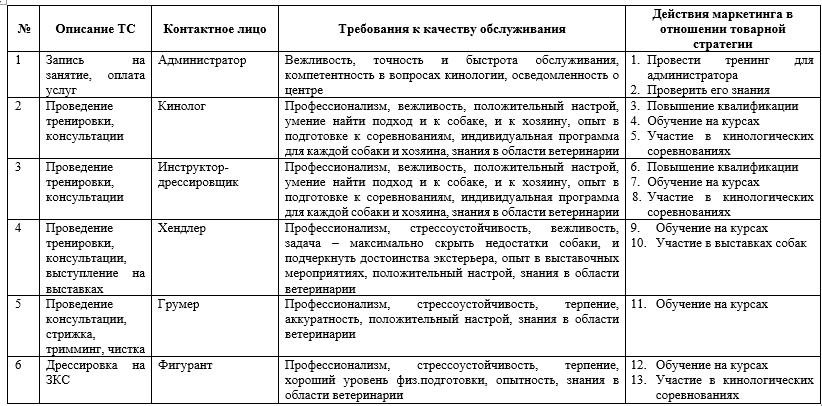 № Описание ТС Контактное лицо Требования к качеству обслуживания Действия маркетинга в
отношении товарной
стратегии
1 Запись на Администратор Вежливость, точность и быстрота обслуживания, 1. Провести тренинг для
занятие, оплата компетентность в вопросах кинологии, осведомленность о администратора
услуг центре 2. Проверить его знания
2 Проведение Кинолог Профессионализм, вежливость, положительный настрой, 3. Повышение квалификации
тренировки, умение найти подход и к собаке, и к хозяину, опыт в 4. Обучение на курсах
консультации подготовке к соревнованиям, индивидуальная программа 5. Участие в кинологических
для каждой собаки и хозяина, знания в области ветеринарии соревнованиях
3 Проведение Инструктор- Профессионализм, вежливость, положительный настрой, 6. Повышение квалификации
тренировки, дрессировщик умение найти подход и к собаке, и к хозяину, опыт в 7. Обучение на курсах
консультации подготовке к соревнованиям, индивидуальная программа 8. Участие в кинологических
для каждой собаки и хозяина, знания в области ветеринарии соревнованиях
4 Проведение Хендлер Профессионализм, стрессоустойчивость, вежливость, 9. Обучение на курсах
тренировки, задача – максимально скрыть недостатки собаки, и 10. Участие в выставках собак
консультации, подчеркнуть достоинства экстерьера, опыт в выставочных
выступление на мероприятиях, положительный настрой, знания в области
выставках ветеринарии
5 Проведение Грумер Профессионализм, стрессоустойчивость, терпение, 11. Обучение на курсах
консультации, аккуратность, положительный настрой, знания в области
стрижка, ветеринарии
тримминг, чистка
6 Дрессировка на Фигурант Профессионализм, стрессоустойчивость, терпение, 12. Обучение на курсах
ЗКС хороший уровень физ.подготовки, опытность, знания в 13. Участие в кинологических
области ветеринарии соревнованиях